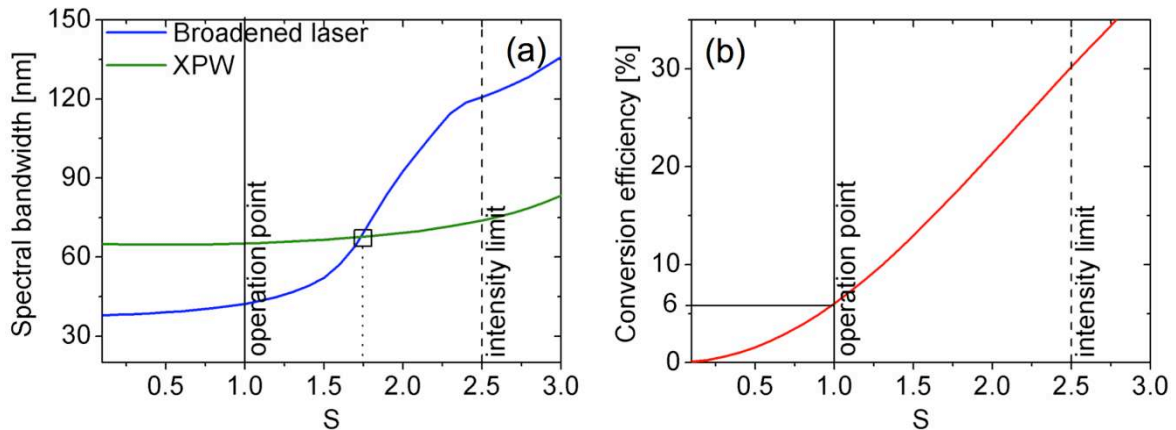 Spectral bandwidth [nm]
150
120
90
60
30
Broadened laser
XPW
(a)
operation point
intensity limit
0.5
1.0
1.5
2.0
2.5
3.0
S
Conversion efficiency [%]
30
20
10
6
0
(b)
operation point
intensity limit
0.5
1.0
1.5
2.0
2.5
3.0
S